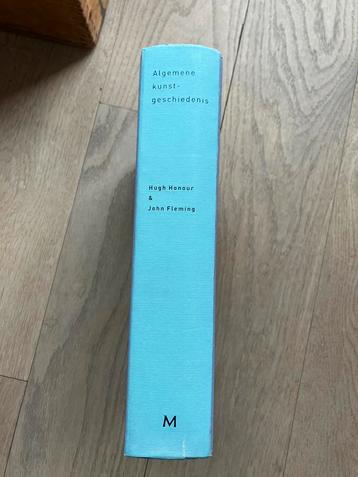 Algemene
kunst-
geschiedenis
Hugh Honour
&
John Fleming
M